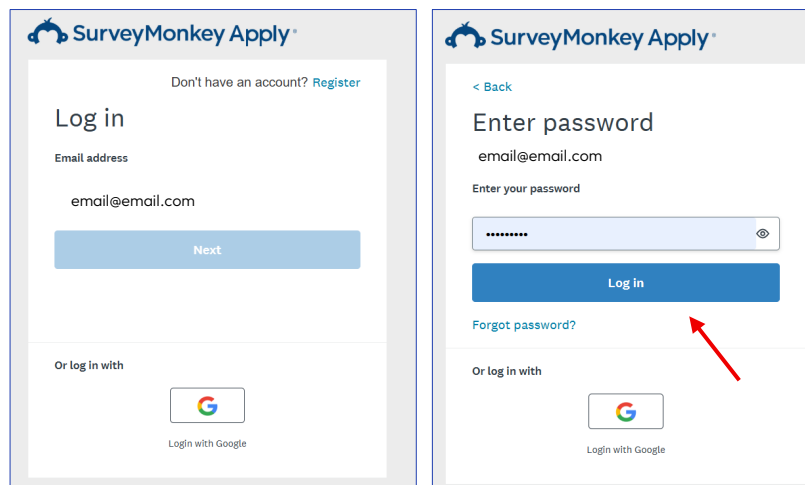 SurveyMonkey Apply
Don't have an account? Register
Log in
Email address
email@email.com
Next
Or log in with
G
Login with Google
SurveyMonkey Apply
< Back
Enter password
email@email.com
Enter your password
•••••••••
Log in
Forgot password?
Or log in with
G
Login with Google